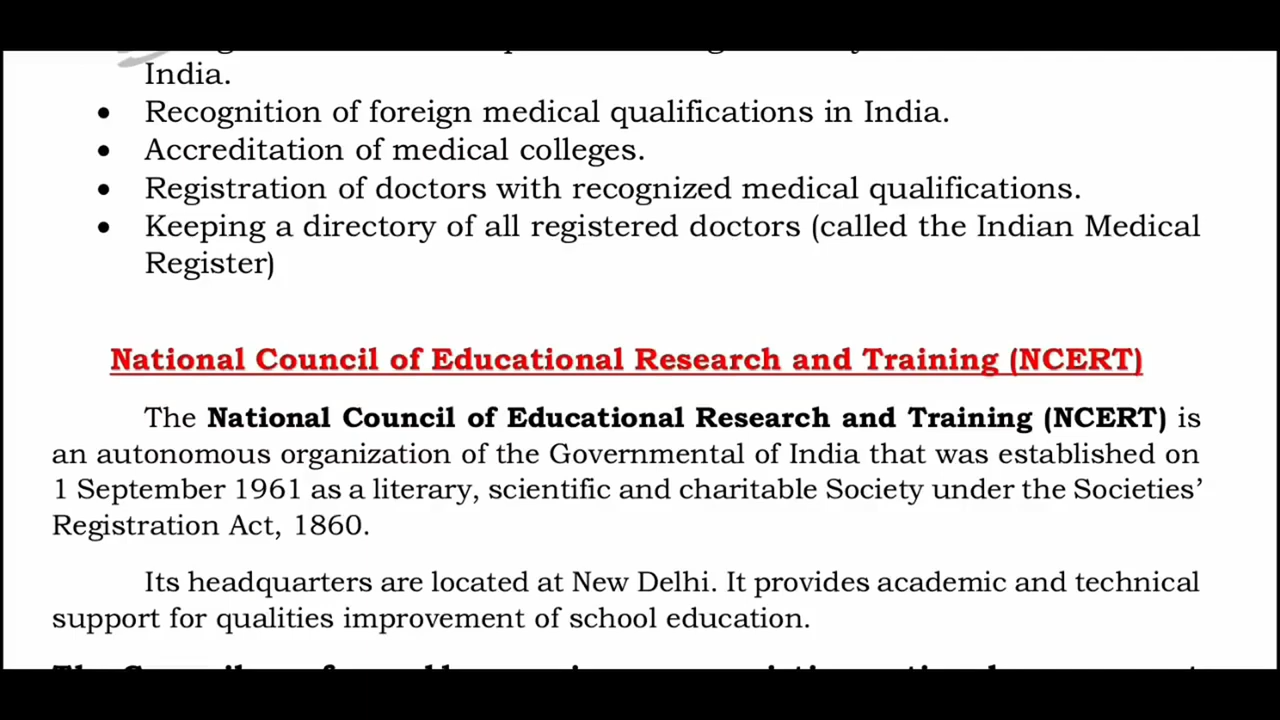 India.
• Recognition of foreign medical qualifications in India.
• Accreditation of medical colleges.
• Registration of doctors with recognized medical qualifications.
• Keeping a directory of all registered doctors (called the Indian Medical
Register)
National Council of Educational Research and Training (NCERT)
The National Council of Educational Research and Training (NCERT) is
an autonomous organization of the Governmental of India that was established on
1 September 1961 as a literary, scientific and charitable Society under the Societies’
Registration Act, 1860.
Its headquarters are located at New Delhi. It provides academic and technical
support for qualities improvement of school education.